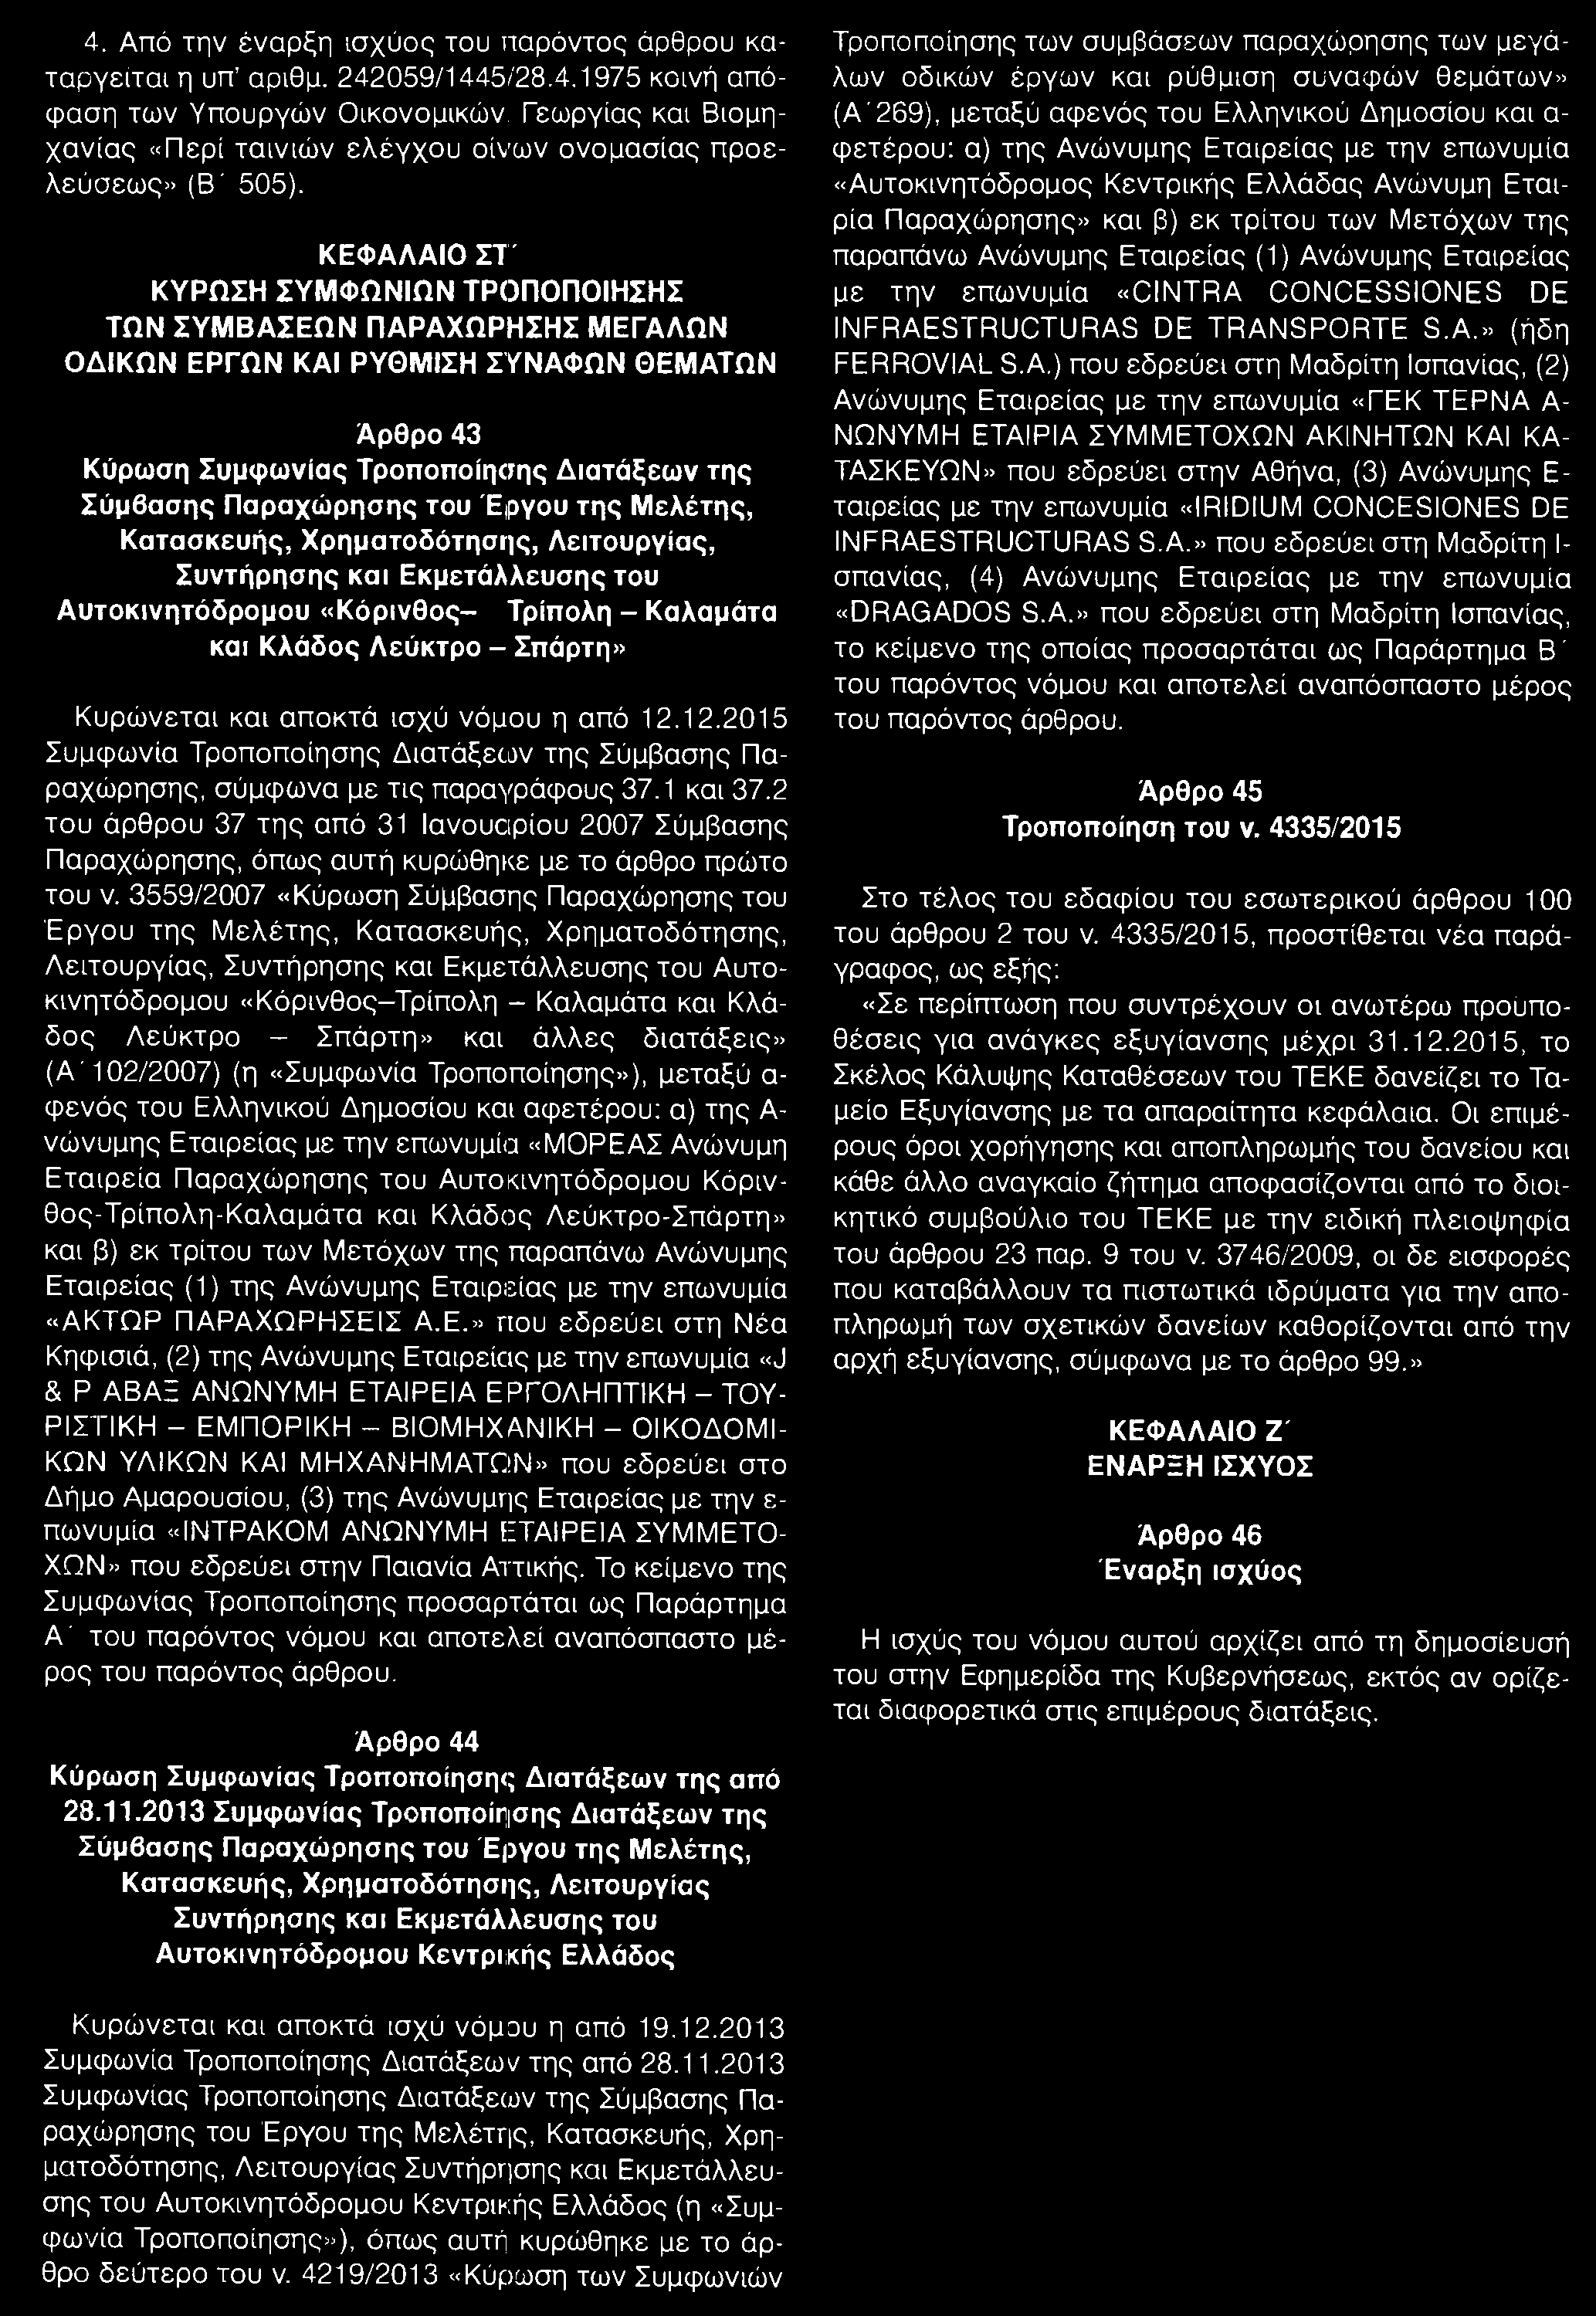 4. Από την έναρξη ισχύος του παρόντος άρθρου κα-
ταργείται η υπ’ αριθμ. 242059/1445/28.4.1975 κοινή από-
φαση των Υπουργών Οικονομικών, Γεωργίας και Βιομη-
χανίας «Περί ταινιών ελέγχου οίνων ονομασίας προε-
λεύσεως» (Β΄ 505).
ΚΕΦΑΛΑΙΟ ΣΤ΄
ΚΥΡΩΣΗ ΣΥΜΦΩΝΙΩΝ ΤΡΟΠΟΠΟΙΗΣΗΣ
ΤΩΝ ΣΥΜΒΑΣΕΩΝ ΠΑΡΑΧΩΡΗΣΗΣ ΜΕΓΑΛΩΝ
ΟΔΙΚΩΝ ΕΡΓΩΝ ΚΑΙ ΡΥΘΜΙΣΗ ΣΥΝΑΦΩΝ ΘΕΜΑΤΩΝ
Άρθρο 43
Κύρωση Συμφωνίας Τροποποίησης Διατάξεων της
Σύμβασης Παραχώρησης του Έργου της Μελέτης,
Κατασκευής, Χρηματοδότησης, Λειτουργίας,
Συντήρησης και Εκμετάλλευσης του
Αυτοκινητόδρομου «Κόρινθος– Τρίπολη – Καλαμάτα
και Κλάδος Λεύκτρο – Σπάρτη»
Κυρώνεται και αποκτά ισχύ νόμου η από 12.12.2015
Συμφωνία Τροποποίησης Διατάξεων της Σύμβασης Πα-
ραχώρησης, σύμφωνα με τις παραγράφους 37.1 και 37.2
του άρθρου 37 της από 31 Ιανουαρίου 2007 Σύμβασης
Παραχώρησης, όπως αυτή κυρώθηκε με το άρθρο πρώτο
του ν. 3559/2007 «Κύρωση Σύμβασης Παραχώρησης του
Έργου της Μελέτης, Κατασκευής, Χρηματοδότησης,
Λειτουργίας, Συντήρησης και Εκμετάλλευσης του Αυτο-
κινητόδρομου «Κόρινθος–Τρίπολη – Καλαμάτα και Κλά-
δος Λεύκτρο – Σπάρτη» και άλλες διατάξεις»
(Α΄102/2007) (η «Συμφωνία Τροποποίησης»), μεταξύ α-
φενός του Ελληνικού Δημοσίου και αφετέρου: α) της Α-
νώνυμης Εταιρείας με την επωνυμία «ΜΟΡΕΑΣ Ανώνυμη
Εταιρεία Παραχώρησης του Αυτοκινητόδρομου Κόριν-
θος-Τρίπολη-Καλαμάτα και Κλάδος Λεύκτρο-Σπάρτη»
και β) εκ τρίτου των Μετόχων της παραπάνω Ανώνυμης
Εταιρείας (1) της Ανώνυμης Εταιρείας με την επωνυμία
«ΑΚΤΩΡ ΠΑΡΑΧΩΡΗΣΕΙΣ Α.Ε.» που εδρεύει στη Νέα
Κηφισιά, (2) της Ανώνυμης Εταιρείας με την επωνυμία «J
& P ΑΒΑΞ ΑΝΩΝΥΜΗ ΕΤΑΙΡΕΙΑ ΕΡΓΟΛΗΠΤΙΚΗ – ΤΟΥ-
ΡΙΣΤΙΚΗ – ΕΜΠΟΡΙΚΗ – ΒΙΟΜΗΧΑΝΙΚΗ – ΟΙΚΟΔΟΜΙ-
ΚΩΝ ΥΛΙΚΩΝ ΚΑΙ ΜΗΧΑΝΗΜΑΤΩΝ» που εδρεύει στο
Δήμο Αμαρουσίου, (3) της Ανώνυμης Εταιρείας με την ε-
πωνυμία «ΙΝΤΡΑΚΟΜ ΑΝΩΝΥΜΗ ΕΤΑΙΡΕΙΑ ΣΥΜΜΕΤΟ-
ΧΩΝ» που εδρεύει στην Παιανία Αττικής. Το κείμενο της
Συμφωνίας Τροποποίησης προσαρτάται ως Παράρτημα
Α΄ του παρόντος νόμου και αποτελεί αναπόσπαστο μέ-
ρος του παρόντος άρθρου.
Άρθρο 44
Κύρωση Συμφωνίας Τροποποίησης Διατάξεων της από
28.11.2013 Συμφωνίας Τροποποίησης Διατάξεων της
Σύμβασης Παραχώρησης του Έργου της Μελέτης,
Κατασκευής, Χρηματοδότησης, Λειτουργίας
Συντήρησης και Εκμετάλλευσης του
Αυτοκινητόδρομου Κεντρικής Ελλάδος
Κυρώνεται και αποκτά ισχύ νόμου η από 19.12.2013
Συμφωνία Τροποποίησης Διατάξεων της από 28.11.2013
Συμφωνίας Τροποποίησης Διατάξεων της Σύμβασης Πα-
ραχώρησης του Έργου της Μελέτης, Κατασκευής, Χρη-
ματοδότησης, Λειτουργίας Συντήρησης και Εκμετάλλευ-
σης του Αυτοκινητόδρομου Κεντρικής Ελλάδος (η «Συμ-
φωνία Τροποποίησης»), όπως αυτή κυρώθηκε με το άρ-
θρο δεύτερο του ν. 4219/2013 «Κύρωση των Συμφωνιών
Τροποποίησης των συμβάσεων παραχώρησης των μεγά-
λων οδικών έργων και ρύθμιση συναφών θεμάτων»
(Α΄269), μεταξύ αφενός του Ελληνικού Δημοσίου και α-
φετέρου: α) της Ανώνυμης Εταιρείας με την επωνυμία
«Αυτοκινητόδρομος Κεντρικής Ελλάδας Ανώνυμη Εται-
ρία Παραχώρησης» και β) εκ τρίτου των Μετόχων της
παραπάνω Ανώνυμης Εταιρείας (1) Ανώνυμης Εταιρείας
με την επωνυμία «CINTRA CONCESSIONES DE
INFRAESTRUCTURAS DE TRANSPORTE S.A.» (ήδη
FERROVIAL S.A.) που εδρεύει στη Μαδρίτη Ισπανίας, (2)
Ανώνυμης Εταιρείας με την επωνυμία «ΓΕΚ ΤΕΡΝΑ Α-
ΝΩΝΥΜΗ ΕΤΑΙΡΙΑ ΣΥΜΜΕΤΟΧΩΝ ΑΚΙΝΗΤΩΝ ΚΑΙ ΚΑ-
ΤΑΣΚΕΥΩΝ» που εδρεύει στην Αθήνα, (3) Ανώνυμης Ε-
ταιρείας με την επωνυμία «IRIDIUM CONCESIONES DE
INFRAESTRUCTURAS S.A.» που εδρεύει στη Μαδρίτη Ι-
σπανίας, (4) Ανώνυμης Εταιρείας με την επωνυμία
«DRAGADOS S.A.» που εδρεύει στη Μαδρίτη Ισπανίας,
το κείμενο της οποίας προσαρτάται ως Παράρτημα Β΄
του παρόντος νόμου και αποτελεί αναπόσπαστο μέρος
του παρόντος άρθρου.
Άρθρο 45
Τροποποίηση του ν. 4335/2015
Στο τέλος του εδαφίου του εσωτερικού άρθρου 100
του άρθρου 2 του ν. 4335/2015, προστίθεται νέα παρά-
γραφος, ως εξής:
«Σε περίπτωση που συντρέχουν οι ανωτέρω προϋπο-
θέσεις για ανάγκες εξυγίανσης μέχρι 31.12.2015, το
Σκέλος Κάλυψης Καταθέσεων του ΤΕΚΕ δανείζει το Τα-
μείο Εξυγίανσης με τα απαραίτητα κεφάλαια. Οι επιμέ-
ρους όροι χορήγησης και αποπληρωμής του δανείου και
κάθε άλλο αναγκαίο ζήτημα αποφασίζονται από το διοι-
κητικό συμβούλιο του ΤΕΚΕ με την ειδική πλειοψηφία
του άρθρου 23 παρ. 9 του ν. 3746/2009, οι δε εισφορές
που καταβάλλουν τα πιστωτικά ιδρύματα για την απο-
πληρωμή των σχετικών δανείων καθορίζονται από την
αρχή εξυγίανσης, σύμφωνα με το άρθρο 99.»
ΚΕΦΑΛΑΙΟ Ζ΄
ΕΝΑΡΞΗ ΙΣΧΥΟΣ
Άρθρο 46
Έναρξη ισχύος
Η ισχύς του νόμου αυτού αρχίζει από τη δημοσίευσή
του στην Εφημερίδα της Κυβερνήσεως, εκτός αν ορίζε-
ται διαφορετικά στις επιμέρους διατάξεις.